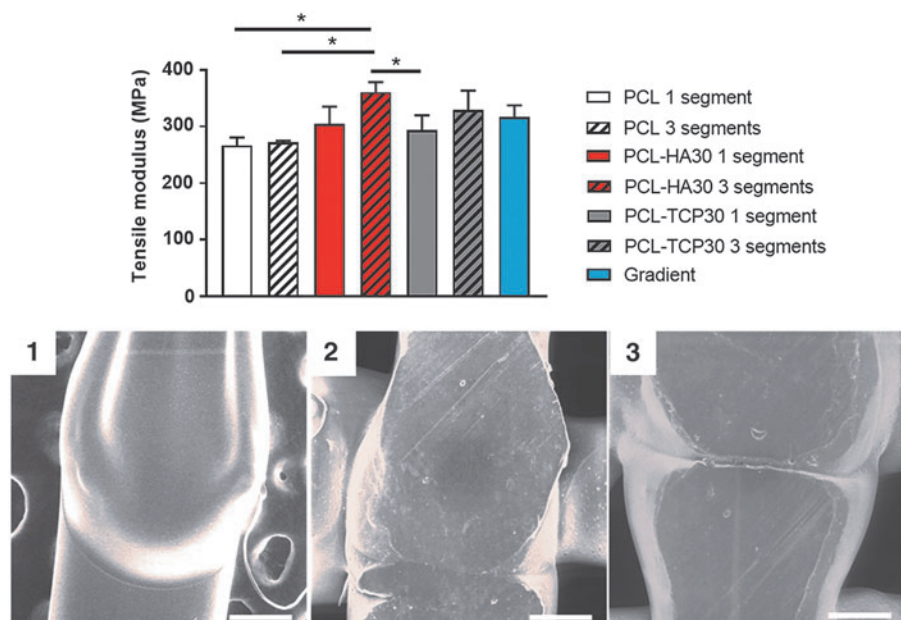 *
*
*
Tensile modulus (MPa)
400
300
200
100
0
PCL 1 segment
PCL 3 segments
PCL-HA30 1 segment
PCL-HA30 3 segments
PCL-TCP30 1 segment
PCL-TCP30 3 segments
Gradient
1
2
3